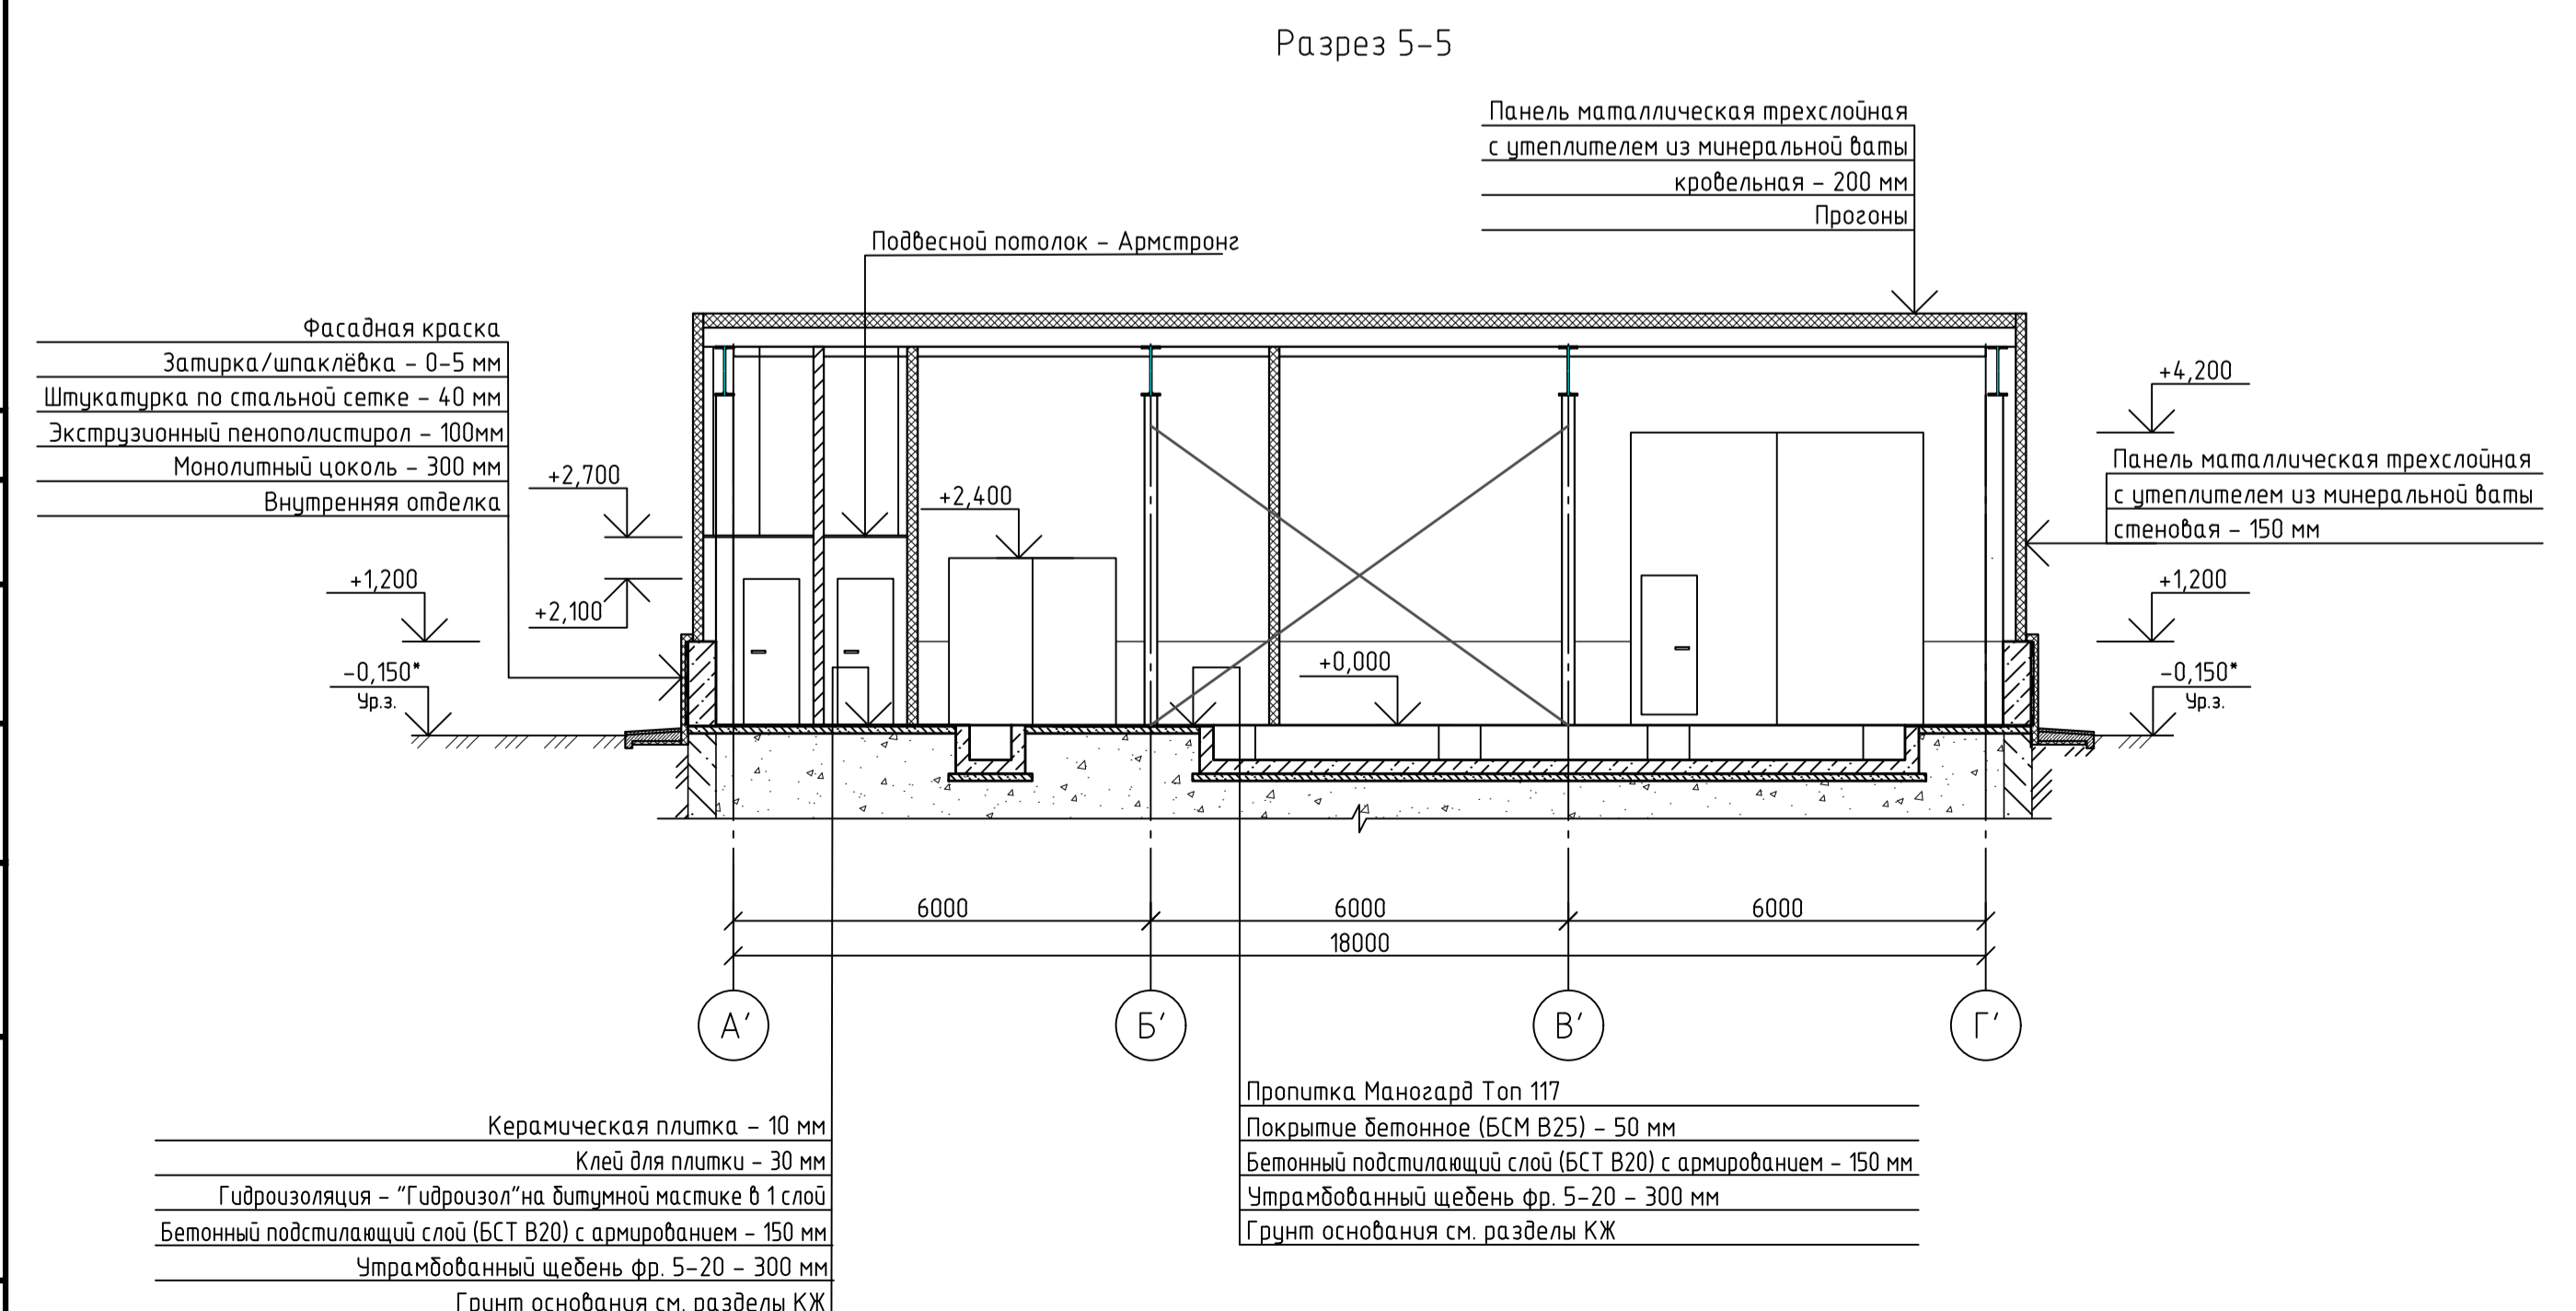 Разрез 5-5
Панель маталлическая трехслойная
с утеплителем из минеральной ваты
кровельная - 200 мм
Прогоны
Подвесной потолок - Армстронг
Фасадная краска
Затирка/шпаклёвка - 0-5 мм
Штукатурка по стальной сетке - 40 мм
Экструзионный пенополистирол - 100мм
Монолитный цоколь - 300 мм
Внутренняя отделка
+2,700
+2,400
+2,100
+1,200
-0,150*
Ур.з.
+0,000
+4,200
Панель маталлическая трехслойная
с утеплителем из минеральной ваты
стеновая - 150 мм
+1,200
-0,150*
Ур.з.
6000
6000
6000
18000
А'
Б'
В'
Г'
Керамическая плитка - 10 мм
Клей для плитки - 30 мм
Гидроизоляция - "Гидроизол"на битумной мастике в 1 слой
Бетонный подстилающий слой (БСТ В20) с армированием - 150 мм
Утрамбованный щебень фр. 5-20 - 300 мм
Грунт основания см. разделы КЖ
Пропитка Маногард Топ 117
Покрытие бетонное (БСМ В25) - 50 мм
Бетонный подстилающий слой (БСТ В20) с армированием - 150 мм
Утрамбованный щебень фр. 5-20 - 300 мм
Грунт основания см. разделы КЖ